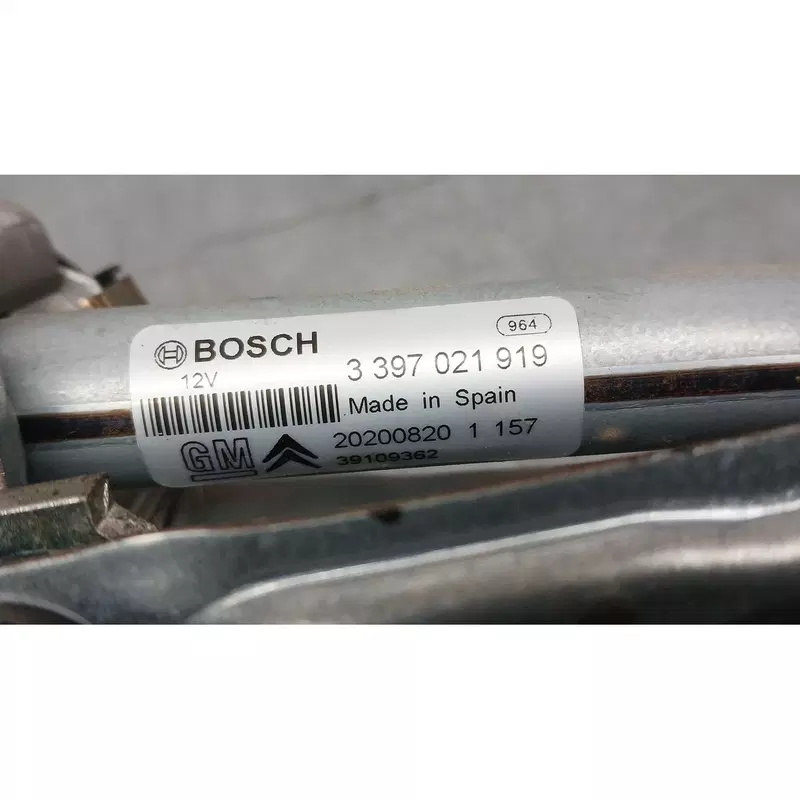 964
BOSCH
3 397 021 919
12V
Made in Spain
GM
20200820 1 157
39109362